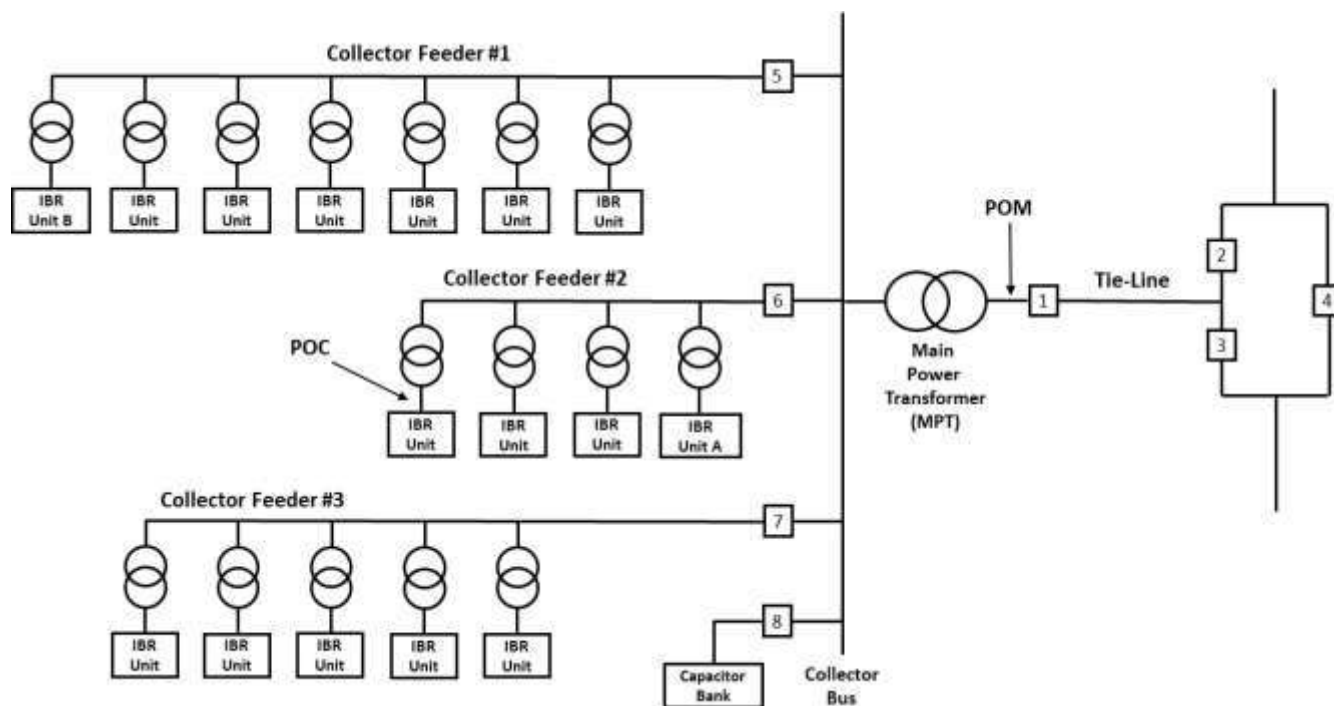 Collector Feeder #1
5
IBR
Unit B
IBR
Unit
IBR
Unit
IBR
Unit
IBR
Unit
IBR
Unit
IBR
Unit
POM
Tie-Line
1
2
3
4
Main
Power
Transformer
(MPT)
Collector Feeder #2
6
POC
IBR
Unit
IBR
Unit
IBR
Unit
IBR
Unit A
Collector Feeder #3
7
IBR
Unit
IBR
Unit
IBR
Unit
IBR
Unit
IBR
Unit
8
Capacitor
Bank
Collector
Bus